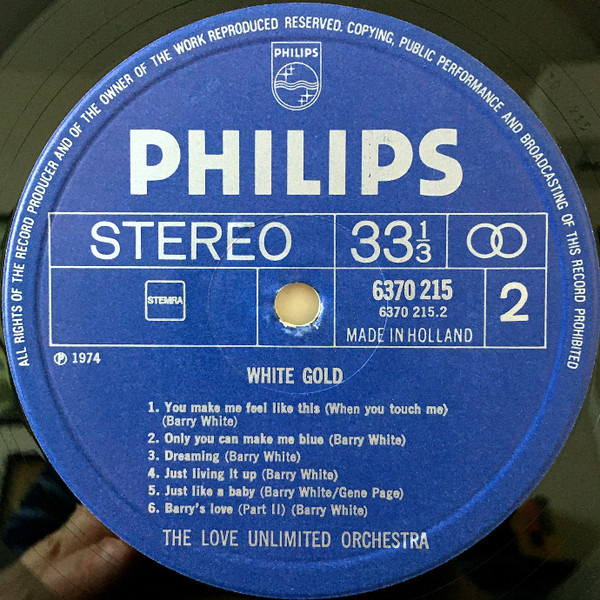 ALL RIGHTS OF THE RECORD PRODUCER AND OF THE OWNER OF THE WORK REPRODUCED RESERVED. COPYING, PUBLIC PERFORMANCE AND BROADCASTING OF THIS RECORD PROHIBITED
PHILIPS
PHILIPS
STEREO 33 1/3
STEMRA 6370 215 2
6370 215.2
MADE IN HOLLAND
℗ 1974
WHITE GOLD
1. You make me feel like this (When you touch me)
(Barry White)
2. Only you can make me blue (Barry White)
3. Dreaming (Barry White)
4. Just living it up (Barry White)
5. Just like a baby (Barry White/Gene Page)
6. Barry's love (Part II) (Barry White)
THE LOVE UNLIMITED ORCHESTRA